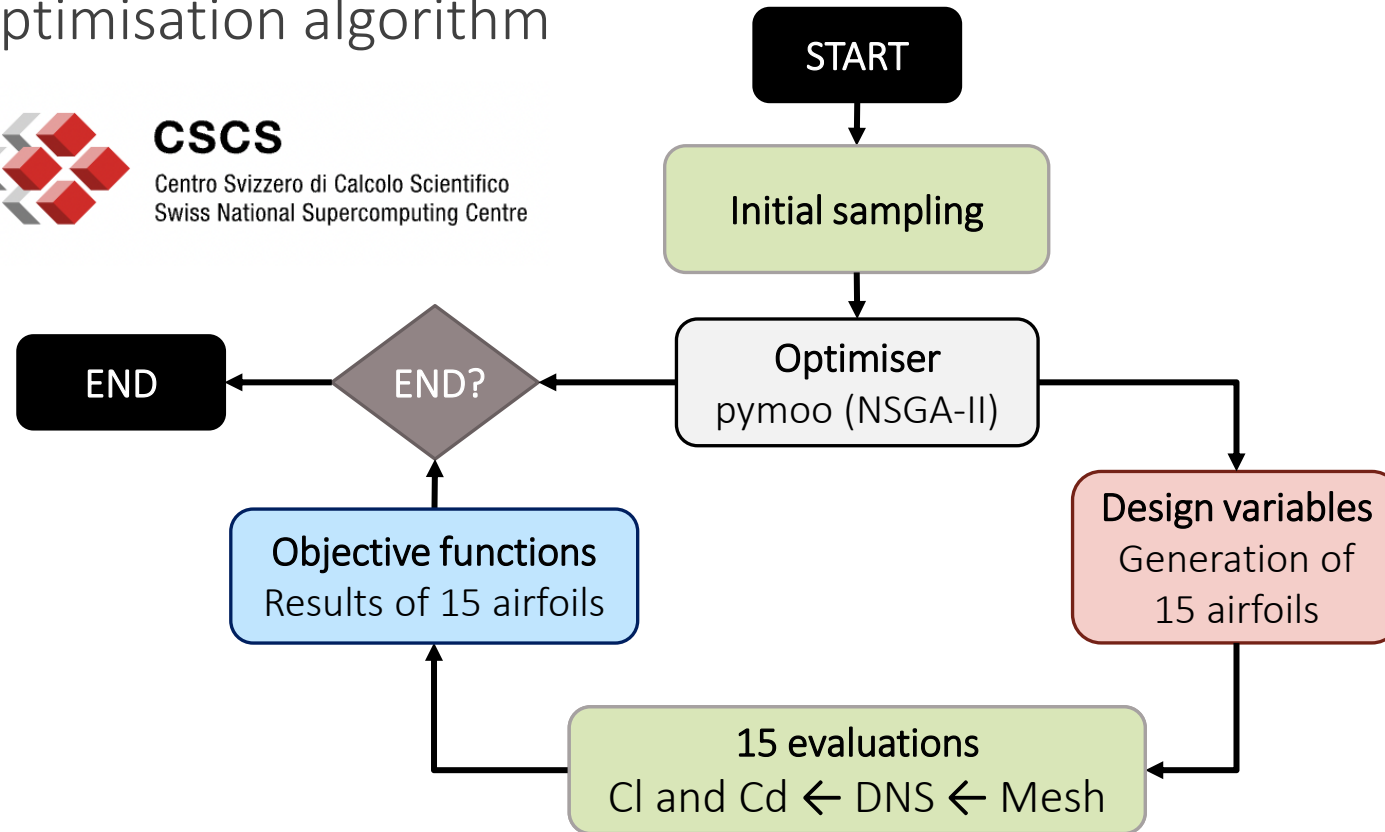 ptimisation algorithm
CSCS
Centro Svizzero di Calcolo Scientifico
Swiss National Supercomputing Centre
START
Initial sampling
Optimiser
pymoo (NSGA-II)
END?
END
Design variables
Generation of
15 airfoils
Objective functions
Results of 15 airfoils
15 evaluations
Cl and Cd ← DNS ← Mesh